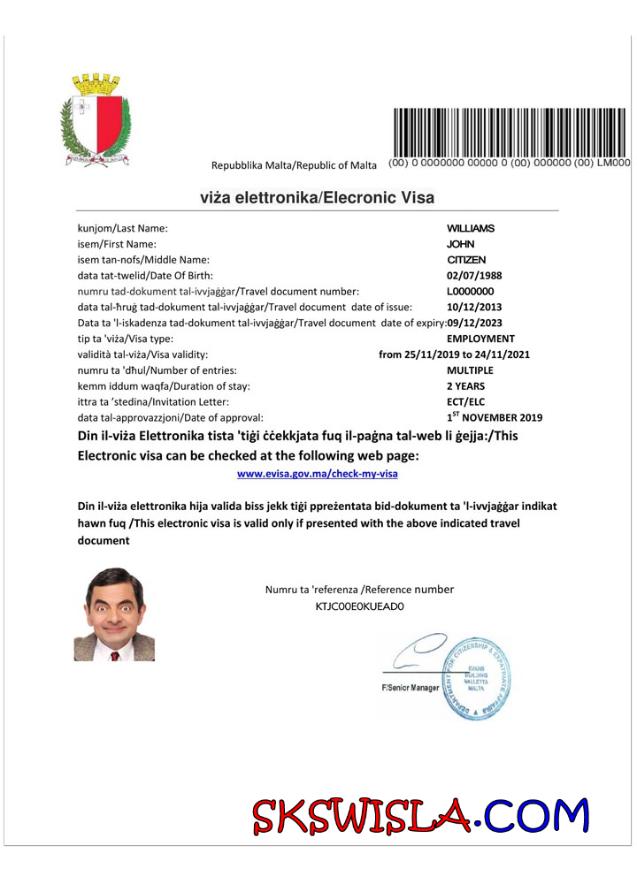 (00) 0 0000000 00000 0 (00) 000000 (00) LM000
Repubblika Malta/Republic of Malta
viża elettronika/Elecronic Visa
kunjom/Last Name: WILLIAMS
isem/First Name: JOHN
isem tan-nofs/Middle Name: CITIZEN
data tat-twelid/Date Of Birth: 02/07/1988
numru tad-dokument tal-ivvjaġġar/Travel document number: L0000000
data tal-ħruġ tad-dokument tal-ivvjaġġar/Travel document date of issue: 10/12/2013
Data ta 'l-iskadenza tad-dokument tal-ivvjaġġar/Travel document date of expiry:09/12/2023
tip ta 'viża/Visa type: EMPLOYMENT
validità tal-viża/Visa validity: from 25/11/2019 to 24/11/2021
numru ta 'dħul/Number of entries: MULTIPLE
kemm iddum waqfa/Duration of stay: 2 YEARS
ittra ta 'stedina/Invitation Letter: ECT/ELC
data tal-approvazzjoni/Date of approval: 1ST NOVEMBER 2019
Din il-viża Elettronika tista 'tiġi ċċekkjata fuq il-paġna tal-web li ġejja:/This
Electronic visa can be checked at the following web page:
www.evisa.gov.ma/check-my-visa
Din il-viża elettronika hija valida biss jekk tiġi ppreżentata bid-dokument ta 'l-ivvjaġġar indikat
hawn fuq /This electronic visa is valid only if presented with the above indicated travel
document
Numru ta 'referenza /Reference number
KTJC00E0KUEAD0
F/Senior Manager
DEPARTMENT FOR CITIZENSHIP & EXPATRIATE AFFAIRS
EVANS
BUILDING
VALLETTA
MALTA
SKSWISLA.COM